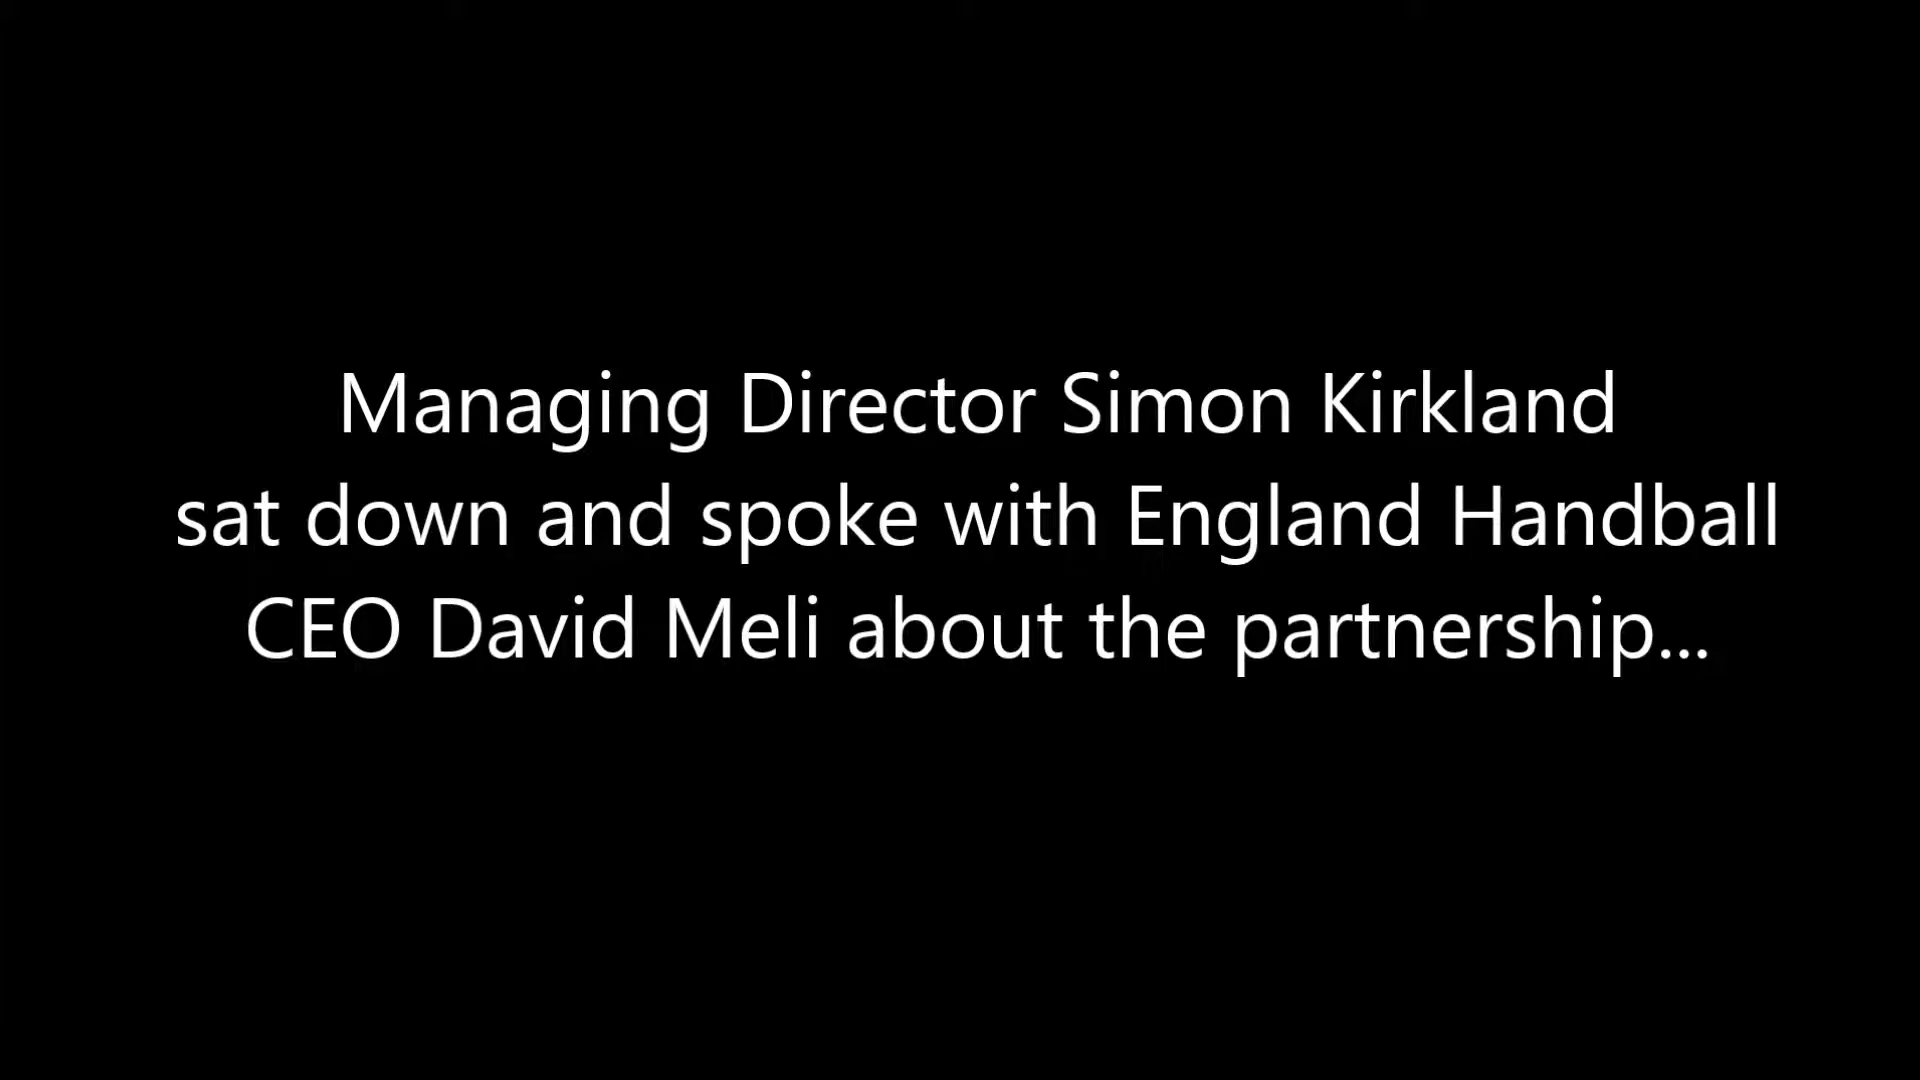 Managing Director Simon Kirkland
sat down and spoke with England Handball
CEO David Meli about the partnership...